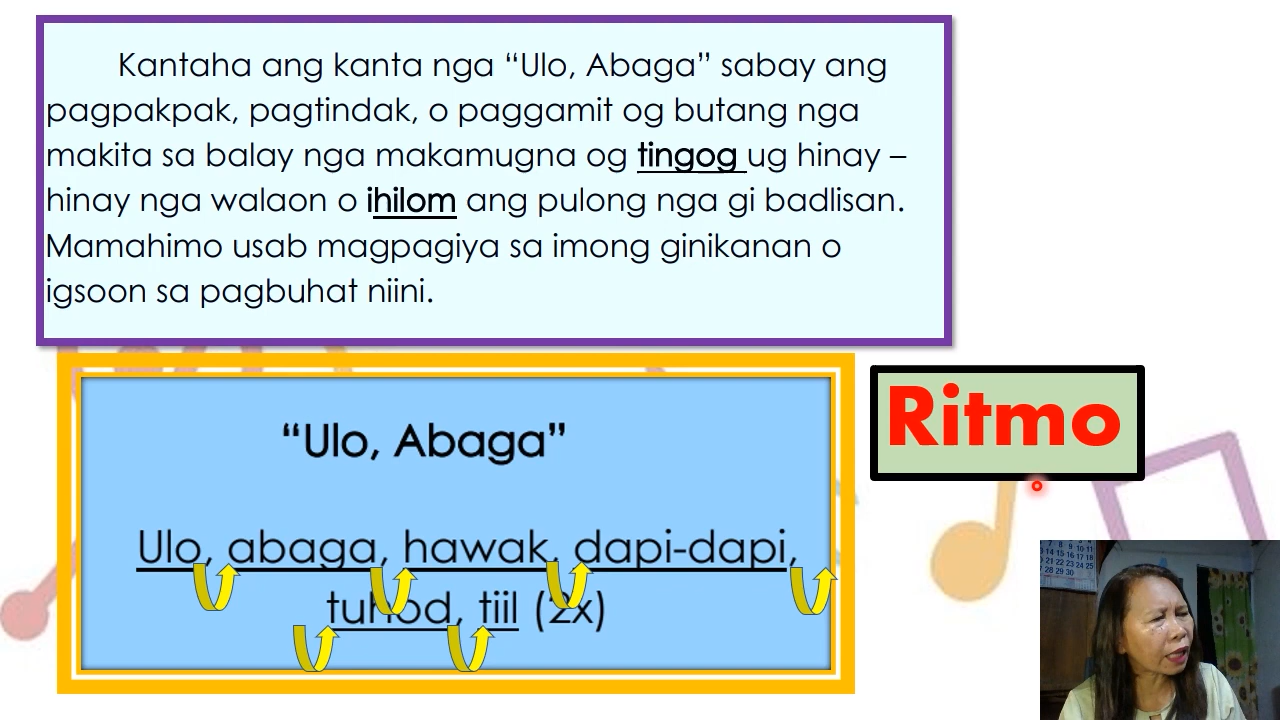 Kantaha ang kanta nga “Ulo, Abaga” sabay ang
pagpakpak, pagtindak, o paggamit og butang nga
makita sa balay nga makamugna og tingog ug hinay –
hinay nga walaon o ihilom ang pulong nga gi badlisan.
Mamahimo usab magpagiya sa imong ginikanan o
igsoon sa pagbuhat niini.
“Ulo, Abaga”
Ulo, abaga, hawak, dapi-dapi,
tuhod, tiil (2x)
Ritmo